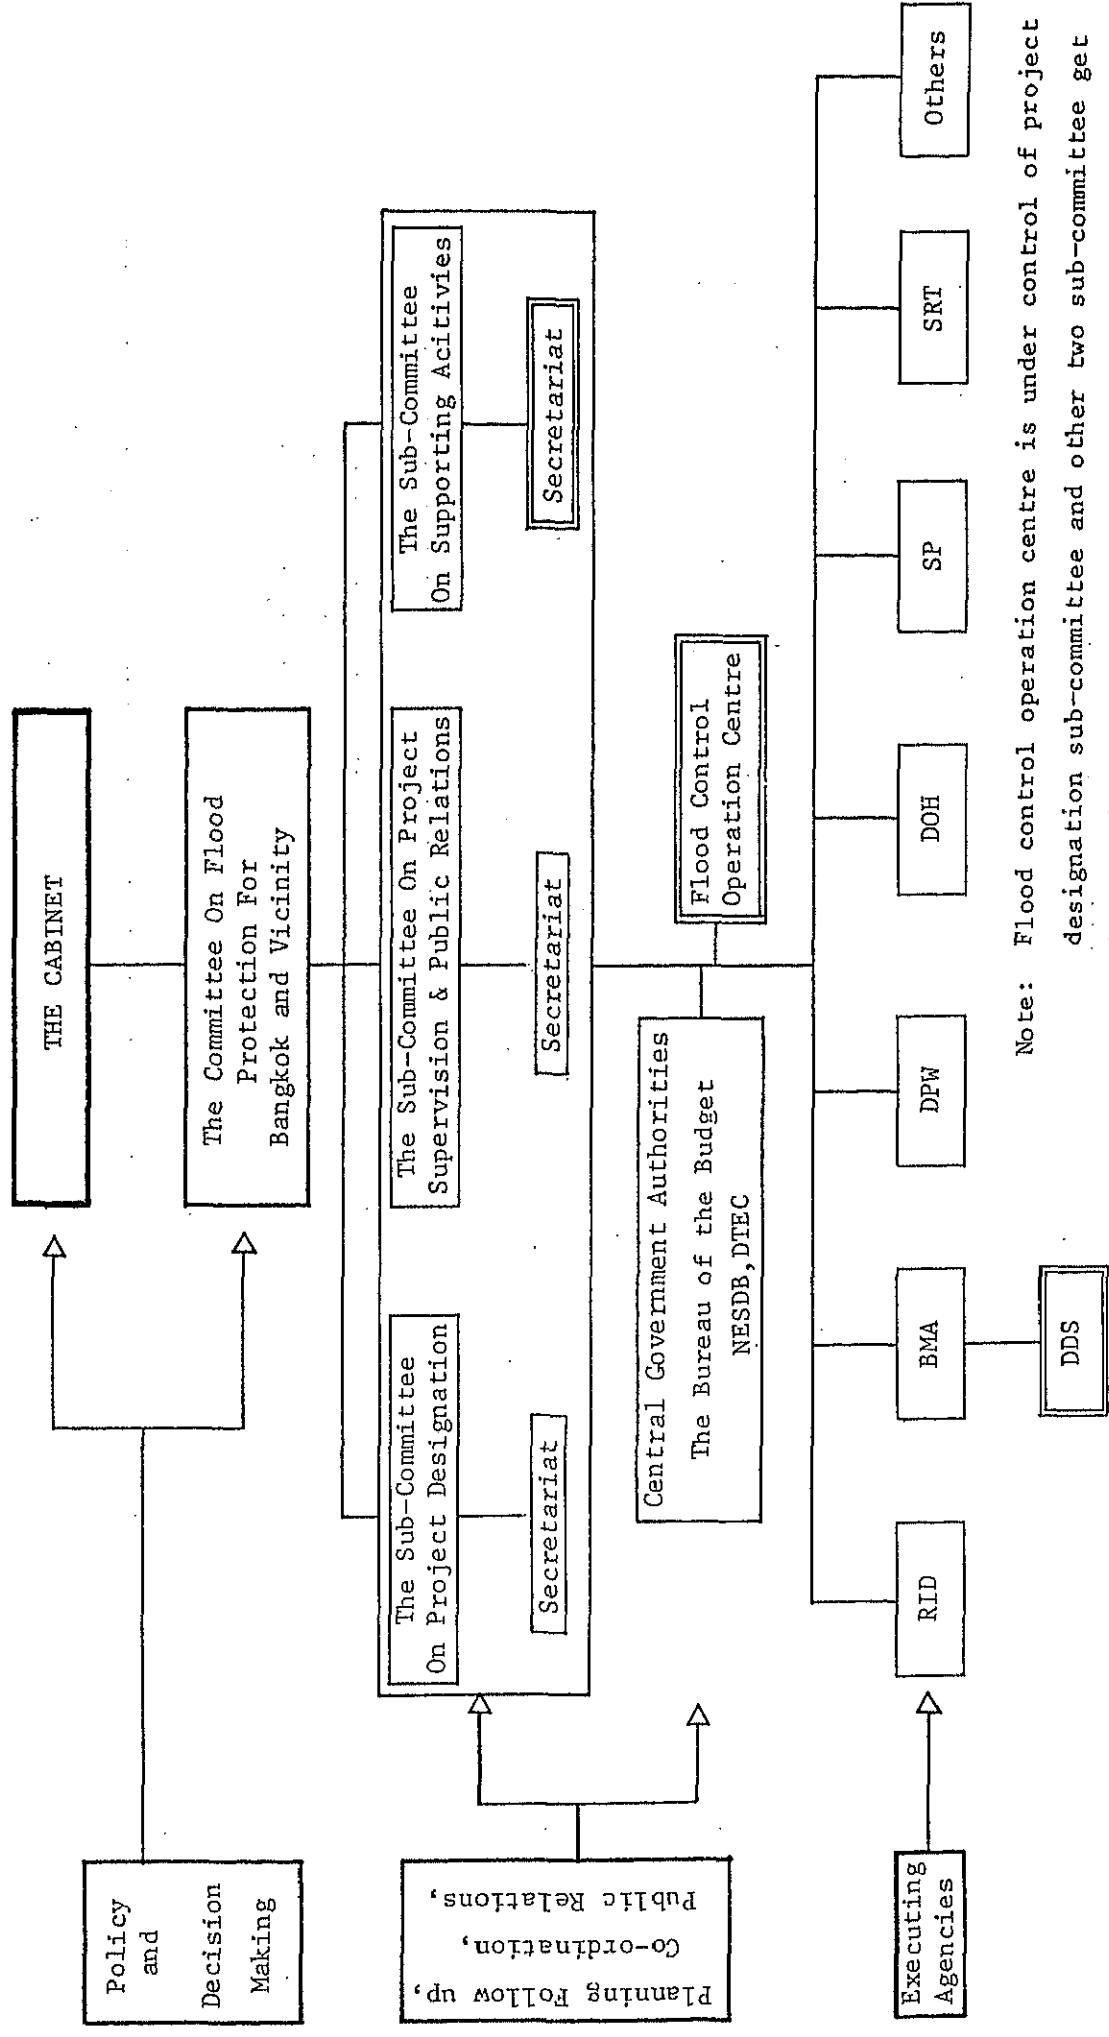 THE CABINET
The Committee On Flood
Protection For
Bangkok and Vicinity
Policy
and
Decision
Making
The Sub-Committee
On Project Designation
Secretariat
The Sub-Committee On Project
Supervision & Public Relations
Secretariat
The Sub-Committee
On Supporting Acitivies
Secretariat
Planning Follow up,
Co-ordination,
Public Relations,
Central Government Authorities
The Bureau of the Budget
NESDB,DTEC
Flood Control
Operation Centre
Executing
Agencies
RID
BMA
DPW
DOH
SP
SRT
Others
DDS
Note: Flood control operation centre is under control of project
designation sub-committee and other two sub-committee get